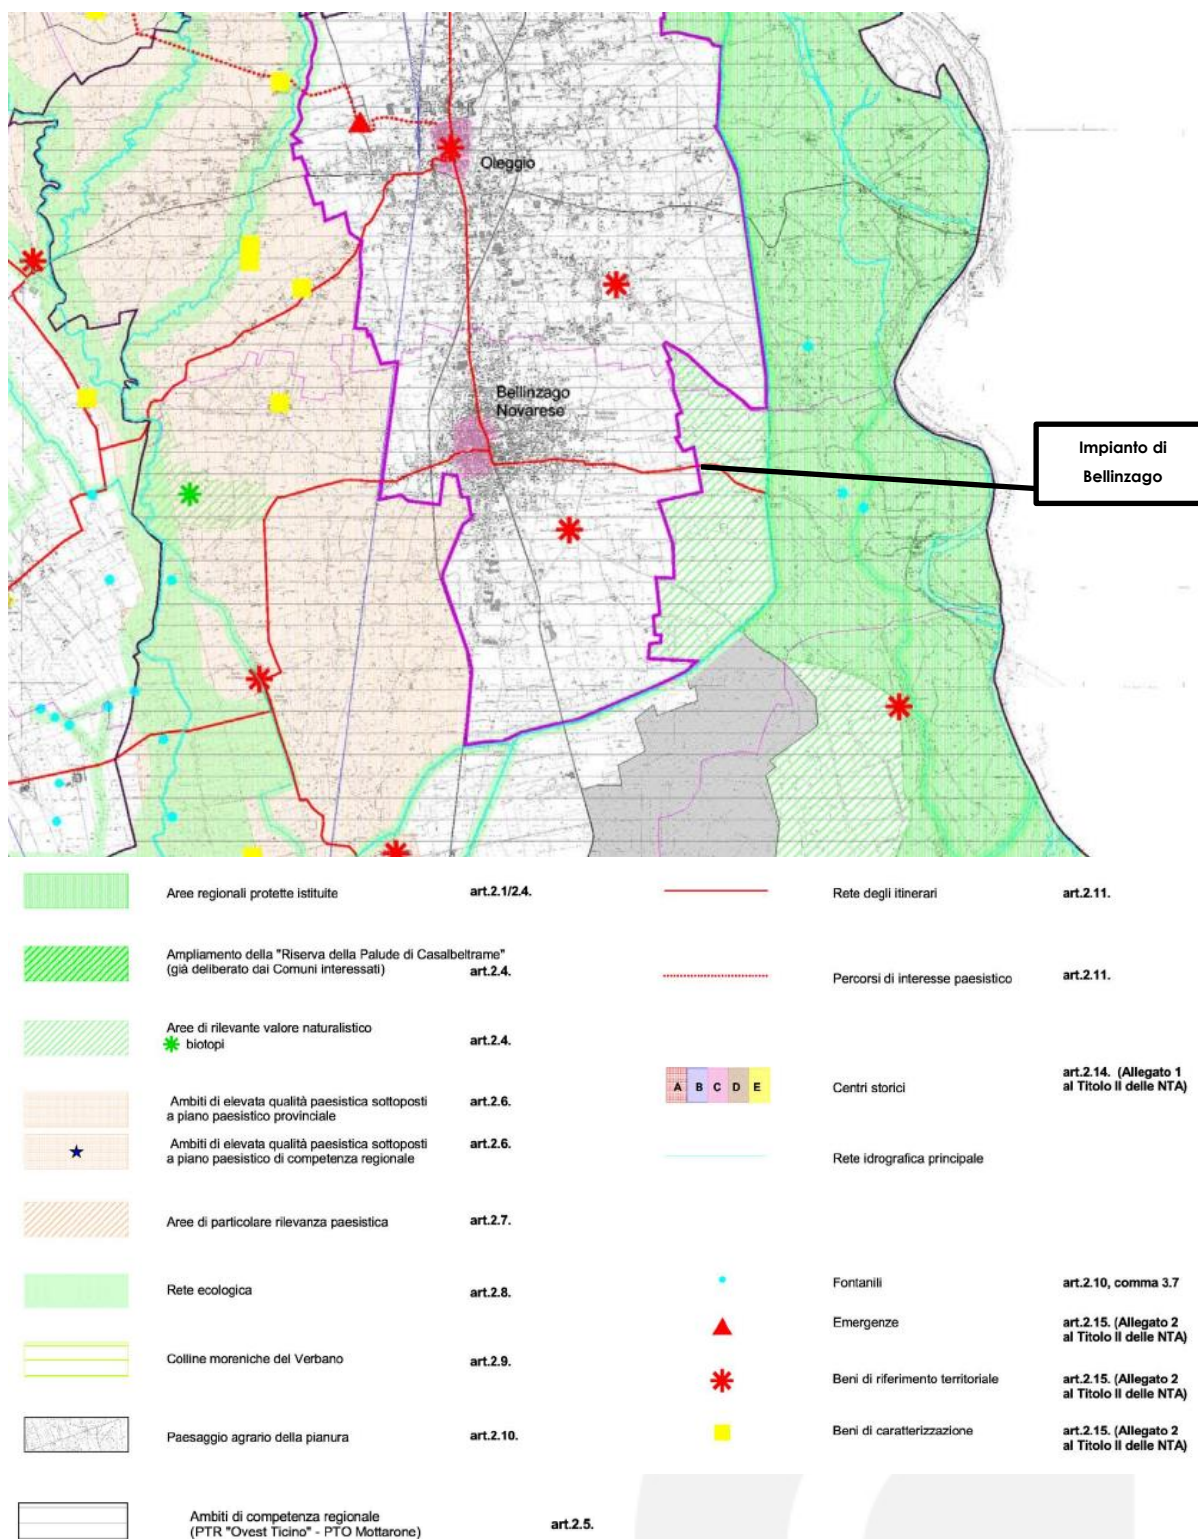 Oleggio
Bellinzago
Novarese
Impianto di
Bellinzago
Aree regionali protette istituite art.2.1/2.4.
Ampliamento della "Riserva della Palude di Casalbeltrame"
(già deliberato dai Comuni interessati) art.2.4.
Aree di rilevante valore naturalistico
biotopi art.2.4.
Ambiti di elevata qualità paesistica sottoposti art.2.6.
a piano paesistico provinciale
Ambiti di elevata qualità paesistica sottoposti art.2.6.
a piano paesistico di competenza regionale
Aree di particolare rilevanza paesistica art.2.7.
Rete ecologica art.2.8.
Colline moreniche del Verbano art.2.9.
Paesaggio agrario della pianura art.2.10.
Ambiti di competenza regionale
(PTR "Ovest Ticino" - PTO Mottarone) art.2.5.
Rete degli itinerari art.2.11.
Percorsi di interesse paesistico art.2.11.
A B C D E Centri storici art.2.14. (Allegato 1
al Titolo II delle NTA)
Rete idrografica principale
Fontanili art.2.10, comma 3.7
Emergenze art.2.15. (Allegato 2
al Titolo II delle NTA)
Beni di riferimento territoriale art.2.15. (Allegato 2
al Titolo II delle NTA)
Beni di caratterizzazione art.2.15. (Allegato 2
al Titolo II delle NTA)